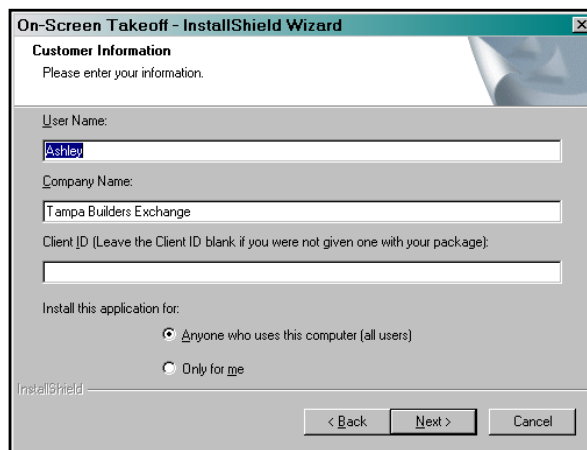 On-Screen Takeoff - InstallShield Wizard
Customer Information
Please enter your information.
User Name:
Ashley
Company Name:
Tampa Builders Exchange
Client ID (Leave the Client ID blank if you were not given one with your package):
Install this application for:
Anyone who uses this computer (all users)
Only for me
InstallShield
< Back Next > Cancel